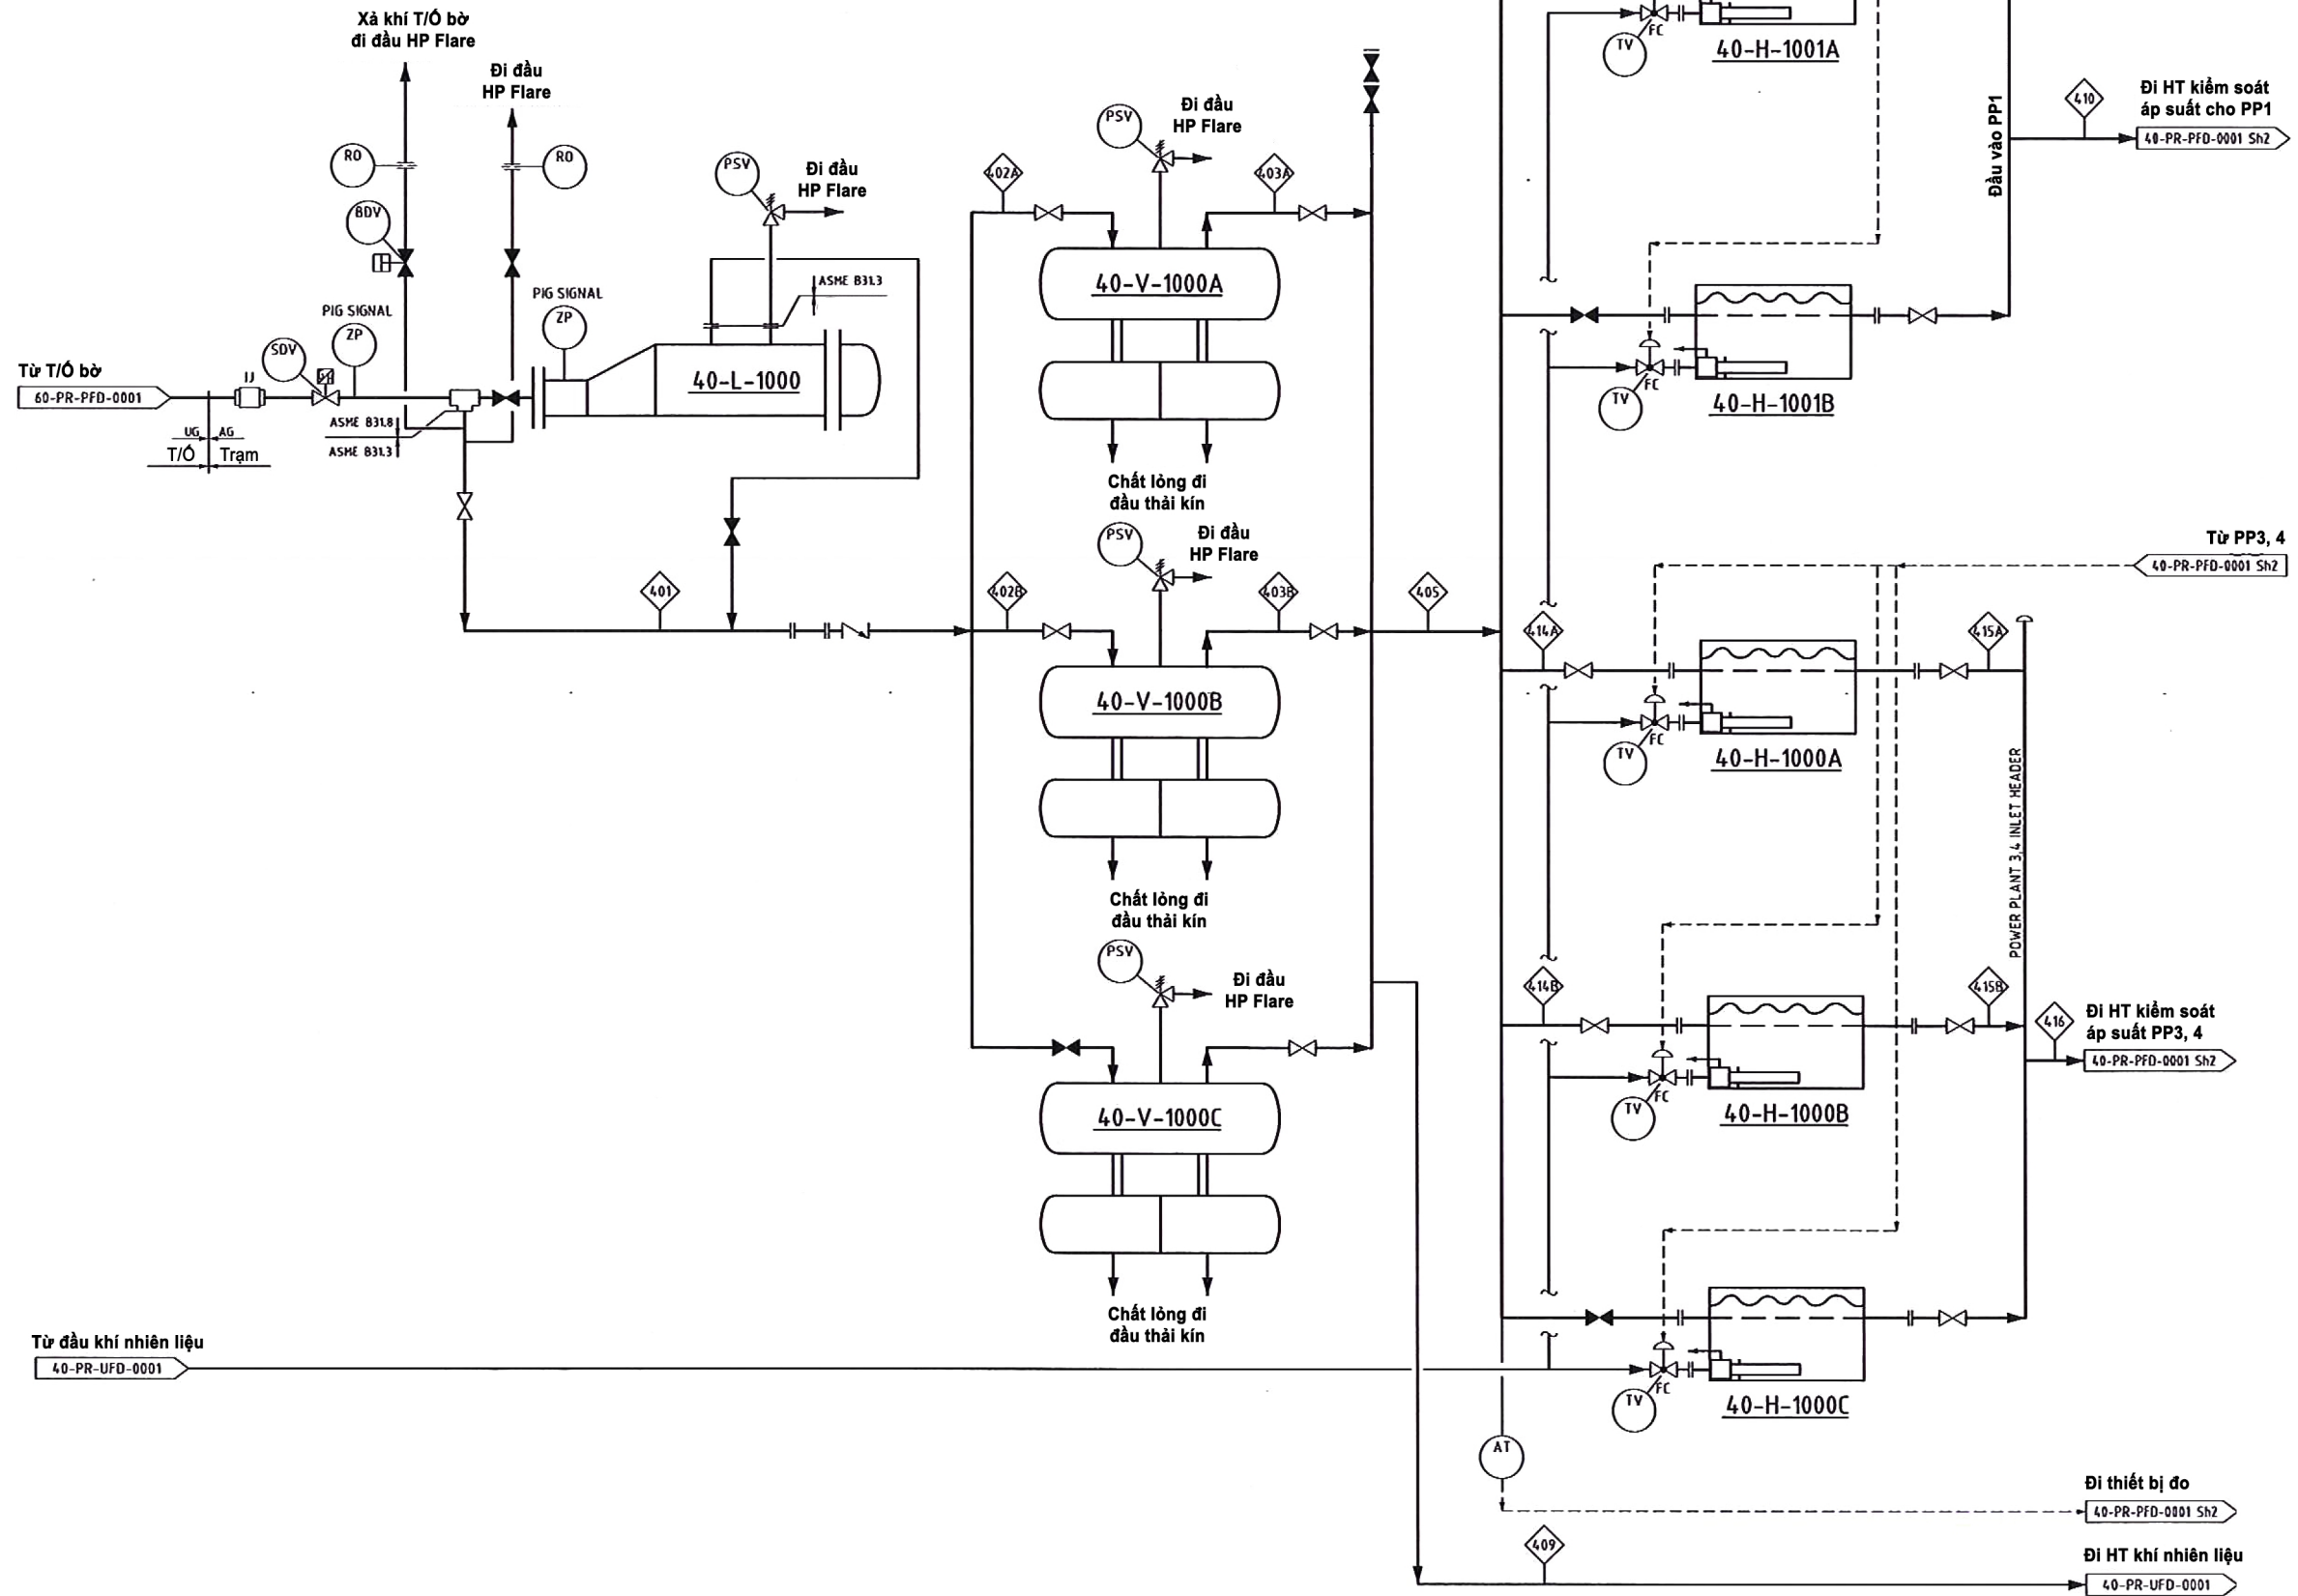 Xả khí T/Ố bờ
đi đầu HP Flare
Đi đầu
HP Flare
RO
RO
BDV
PSV
Đi đầu
HP Flare
ASME B31.3
PIG SIGNAL
ZP
PIG SIGNAL
ZP
SDV
IJ
Từ T/Ố bờ
60-PR-PFD-0001
UG
AG
T/Ố
Trạm
ASME B31.8
ASME B31.3
40-L-1000
401
402A
PSV
Đi đầu
HP Flare
403A
40-V-1000A
Chất lỏng đi
đầu thải kín
402B
PSV
Đi đầu
HP Flare
403B
405
40-V-1000B
Chất lỏng đi
đầu thải kín
PSV
Đi đầu
HP Flare
40-V-1000C
Chất lỏng đi
đầu thải kín
Từ đầu khí nhiên liệu
40-PR-UFD-0001
TV
FC
40-H-1001A
Đầu vào PP1
410
Đi HT kiểm soát
áp suất cho PP1
40-PR-PFD-0001 Sh2
TV
FC
40-H-1001B
Từ PP3, 4
40-PR-PFD-0001 Sh2
414A
415A
TV
FC
40-H-1000A
POWER PLANT 3,4 INLET HEADER
414B
415B
416
Đi HT kiểm soát
áp suất PP3, 4
40-PR-PFD-0001 Sh2
TV
FC
40-H-1000B
TV
FC
40-H-1000C
AT
Đi thiết bị đo
40-PR-PFD-0001 Sh2
409
Đi HT khí nhiên liệu
40-PR-UFD-0001